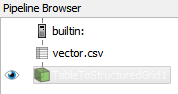 Pipeline Browser
builtin:
vector.csv
TableToStructuredGrid1